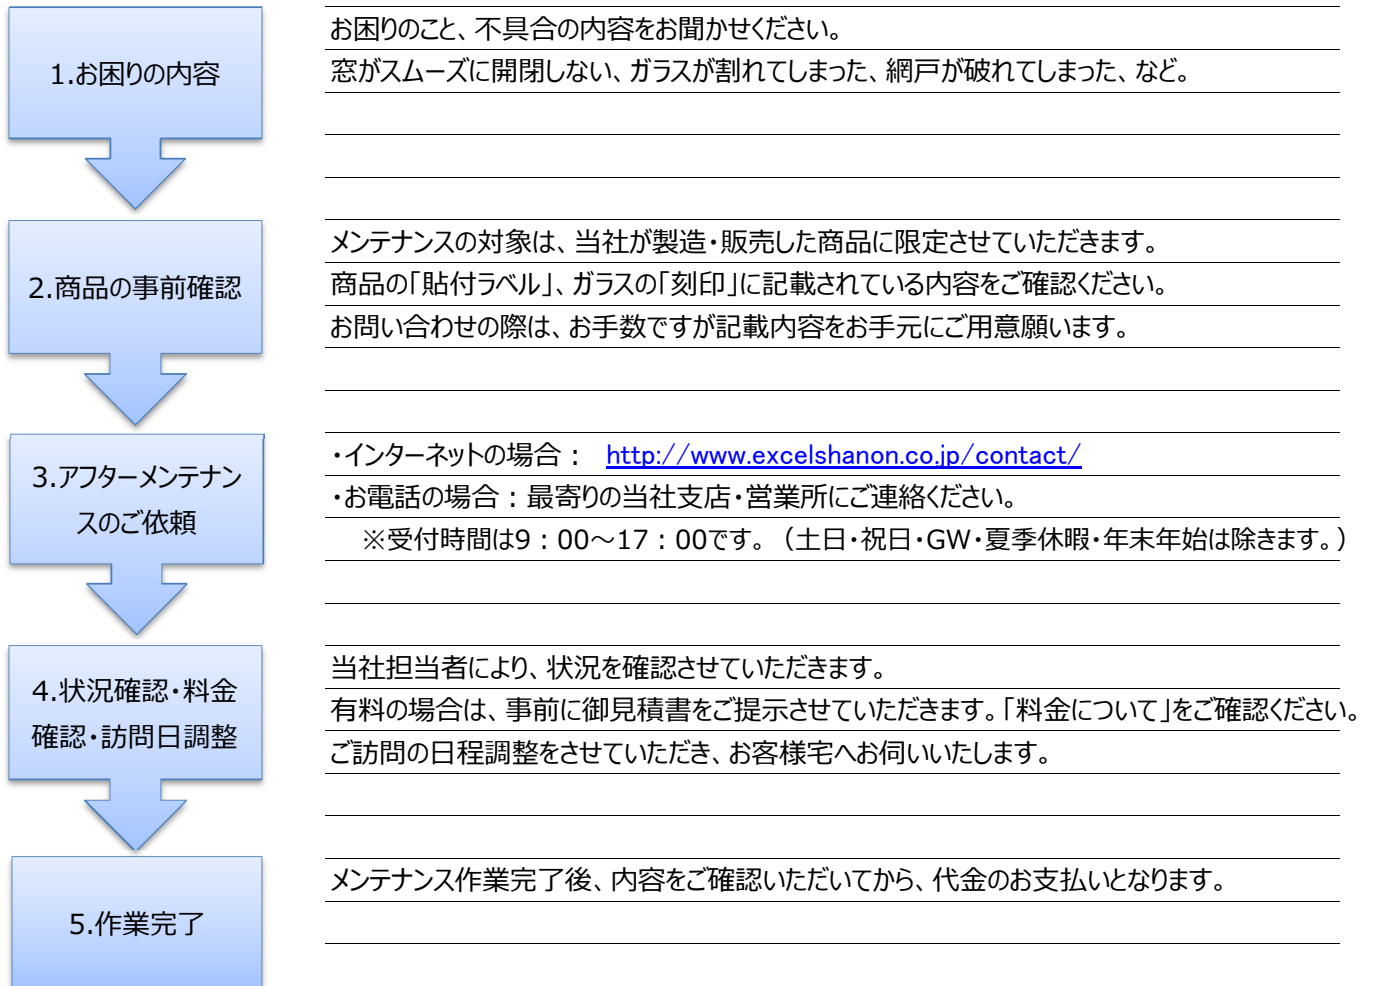 1.お困りの内容
お困りのこと、不具合の内容をお聞かせください。
窓がスムーズに開閉しない、ガラスが割れてしまった、網戸が破れてしまった、など。
2.商品の事前確認
メンテナンスの対象は、当社が製造・販売した商品に限定させていただきます。
商品の「貼付ラベル」、ガラスの「刻印」に記載されている内容をご確認ください。
お問い合わせの際は、お手数ですが記載内容をお手元にご用意願います。
3.アフターメンテナン
スのご依頼
・インターネットの場合： http://www.excelshanon.co.jp/contact/
・お電話の場合：最寄りの当社支店・営業所にご連絡ください。
※受付時間は9：00～17：00です。（土日・祝日・GW・夏季休暇・年末年始は除きます。）
4.状況確認・料金
確認・訪問日調整
当社担当者により、状況を確認させていただきます。
有料の場合は、事前に御見積書をご提示させていただきます。「料金について」をご確認ください。
ご訪問の日程調整をさせていただき、お客様宅へお伺いいたします。
5.作業完了
メンテナンス作業完了後、内容をご確認いただいてから、代金のお支払いとなります。